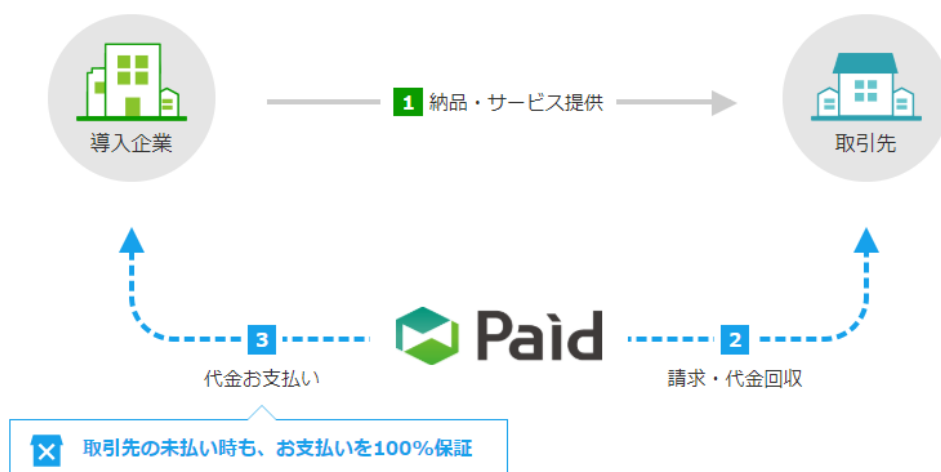 1 納品・サービス提供
導入企業
取引先
Paid
3
2
代金お支払い
請求・代金回収
取引先の未払い時も、お支払いを100%保証